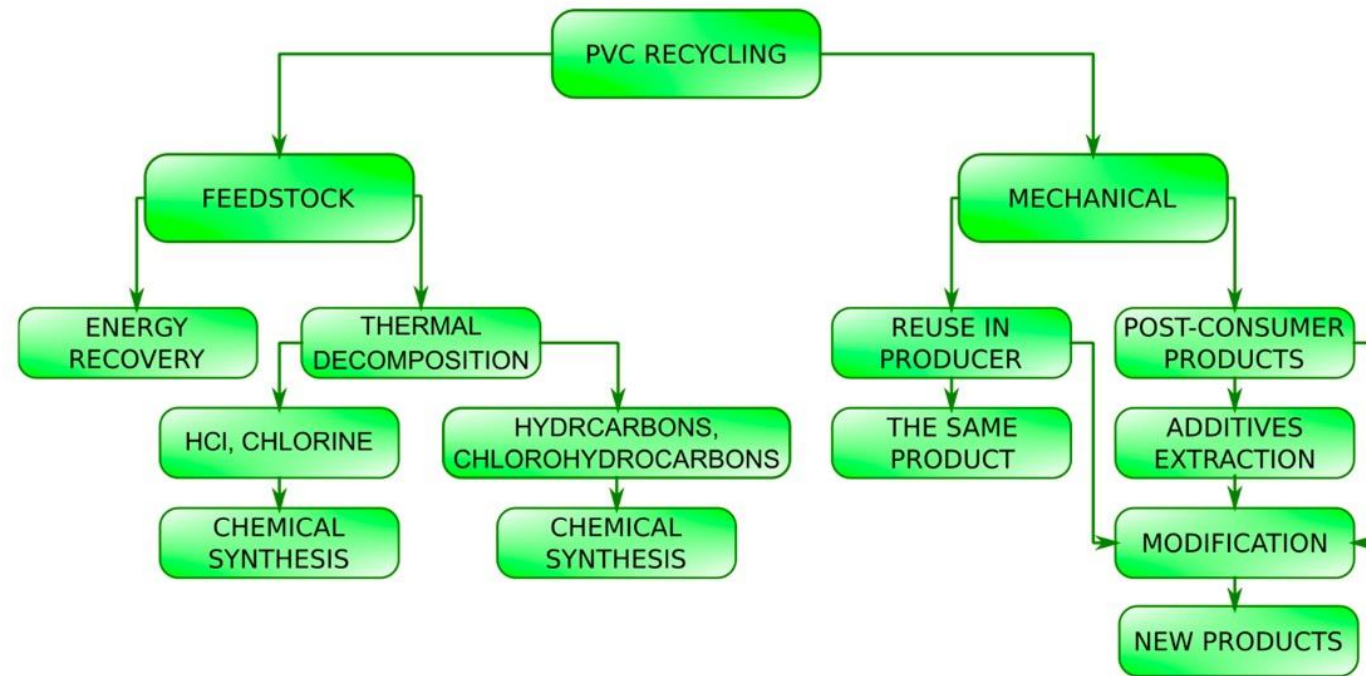 PVC RECYCLING
FEEDSTOCK
MECHANICAL
ENERGY
RECOVERY
THERMAL
DECOMPOSITION
REUSE IN
PRODUCER
POST-CONSUMER
PRODUCTS
HCl, CHLORINE
HYDRCARBONS,
CHLOROHYDROCARBONS
THE SAME
PRODUCT
ADDITIVES
EXTRACTION
CHEMICAL
SYNTHESIS
CHEMICAL
SYNTHESIS
MODIFICATION
NEW PRODUCTS